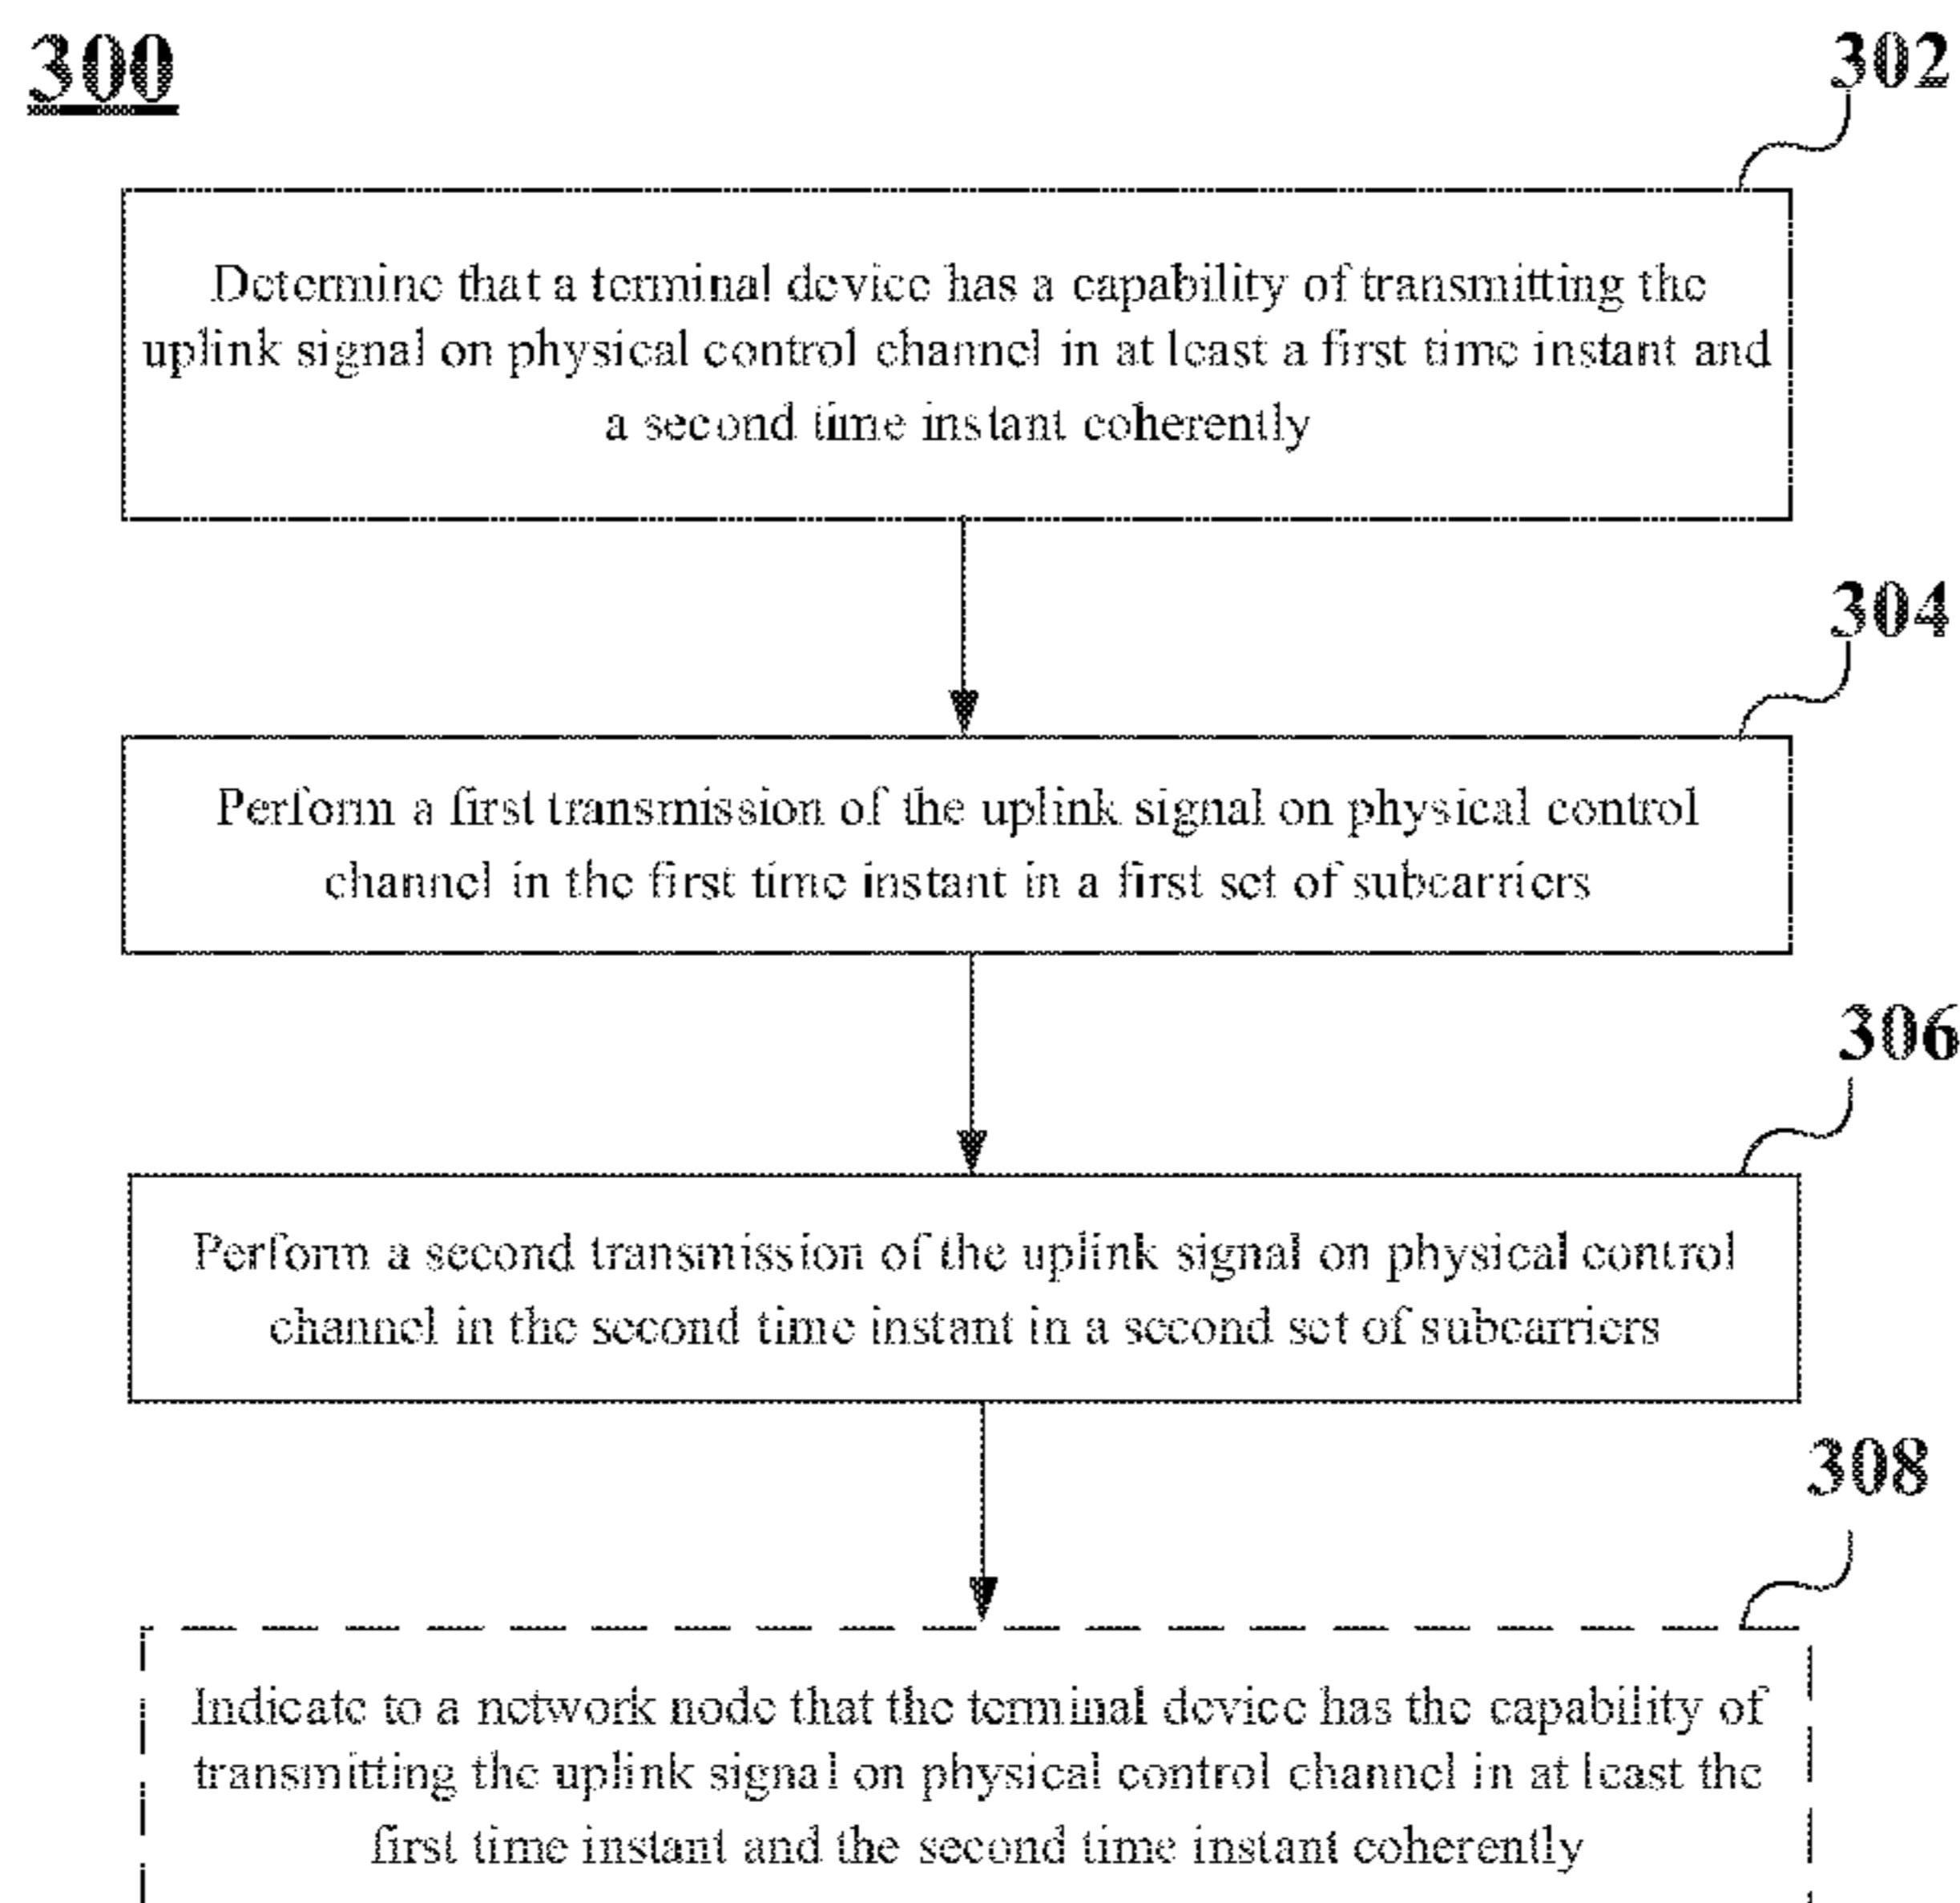 300
302
Determine that a terminal device has a capability of transmitting the
uplink signal on physical control channel in at least a first time instant and
a second time instant coherently
304
Perform a first transmission of the uplink signal on physical control
channel in the first time instant in a first set of subcarriers
306
Perform a second transmission of the uplink signal on physical control
channel in the second time instant in a second set of subcarriers
308
Indicate to a network node that the terminal device has the capability of
transmitting the uplink signal on physical control channel in at least the
first time instant and the second time instant coherently